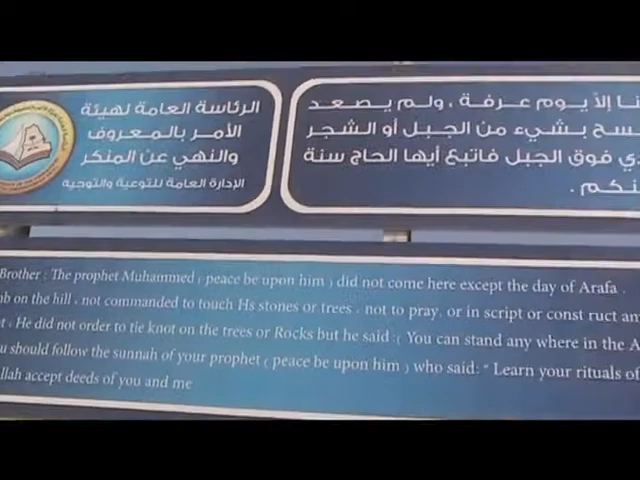 نا إلاّ يوم عرفة ، ولم يصعد
سح بشيء من الجبل أو الشجر
دي فوق الجبل فاتبع أيها الحاج سنة
نكم .
الرئاسة العامة لهيئة
الأمر بالمعروف
والنهي عن المنكر
الإدارة العامة للتوعية والتوجية
Brother : The prophet Muhammed ( peace be upon him ) did not come here except the day of Arafa .
mb on the hill , not commanded to touch Hs stones or trees , not to pray, or in script or const ruct an
t , He did not order to tie knot on the trees or Rocks but he said : ( You can stand any where in the A
u should follow the sunnah of your prophet ( peace be upon him ) who said: " Learn your rituals of
llah accept deeds of you and me